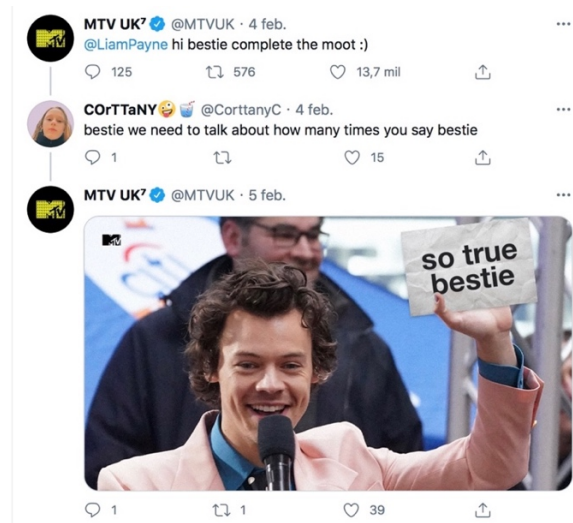 MTV UK⁷ @MTVUK · 4 feb.
@LiamPayne hi bestie complete the moot :)
125 576 13,7 mil
COrTTaNY🤪🥤 @CorttanyC · 4 feb.
bestie we need to talk about how many times you say bestie
1 15
MTV UK⁷ @MTVUK · 5 feb.
so true
bestie
1 1 39